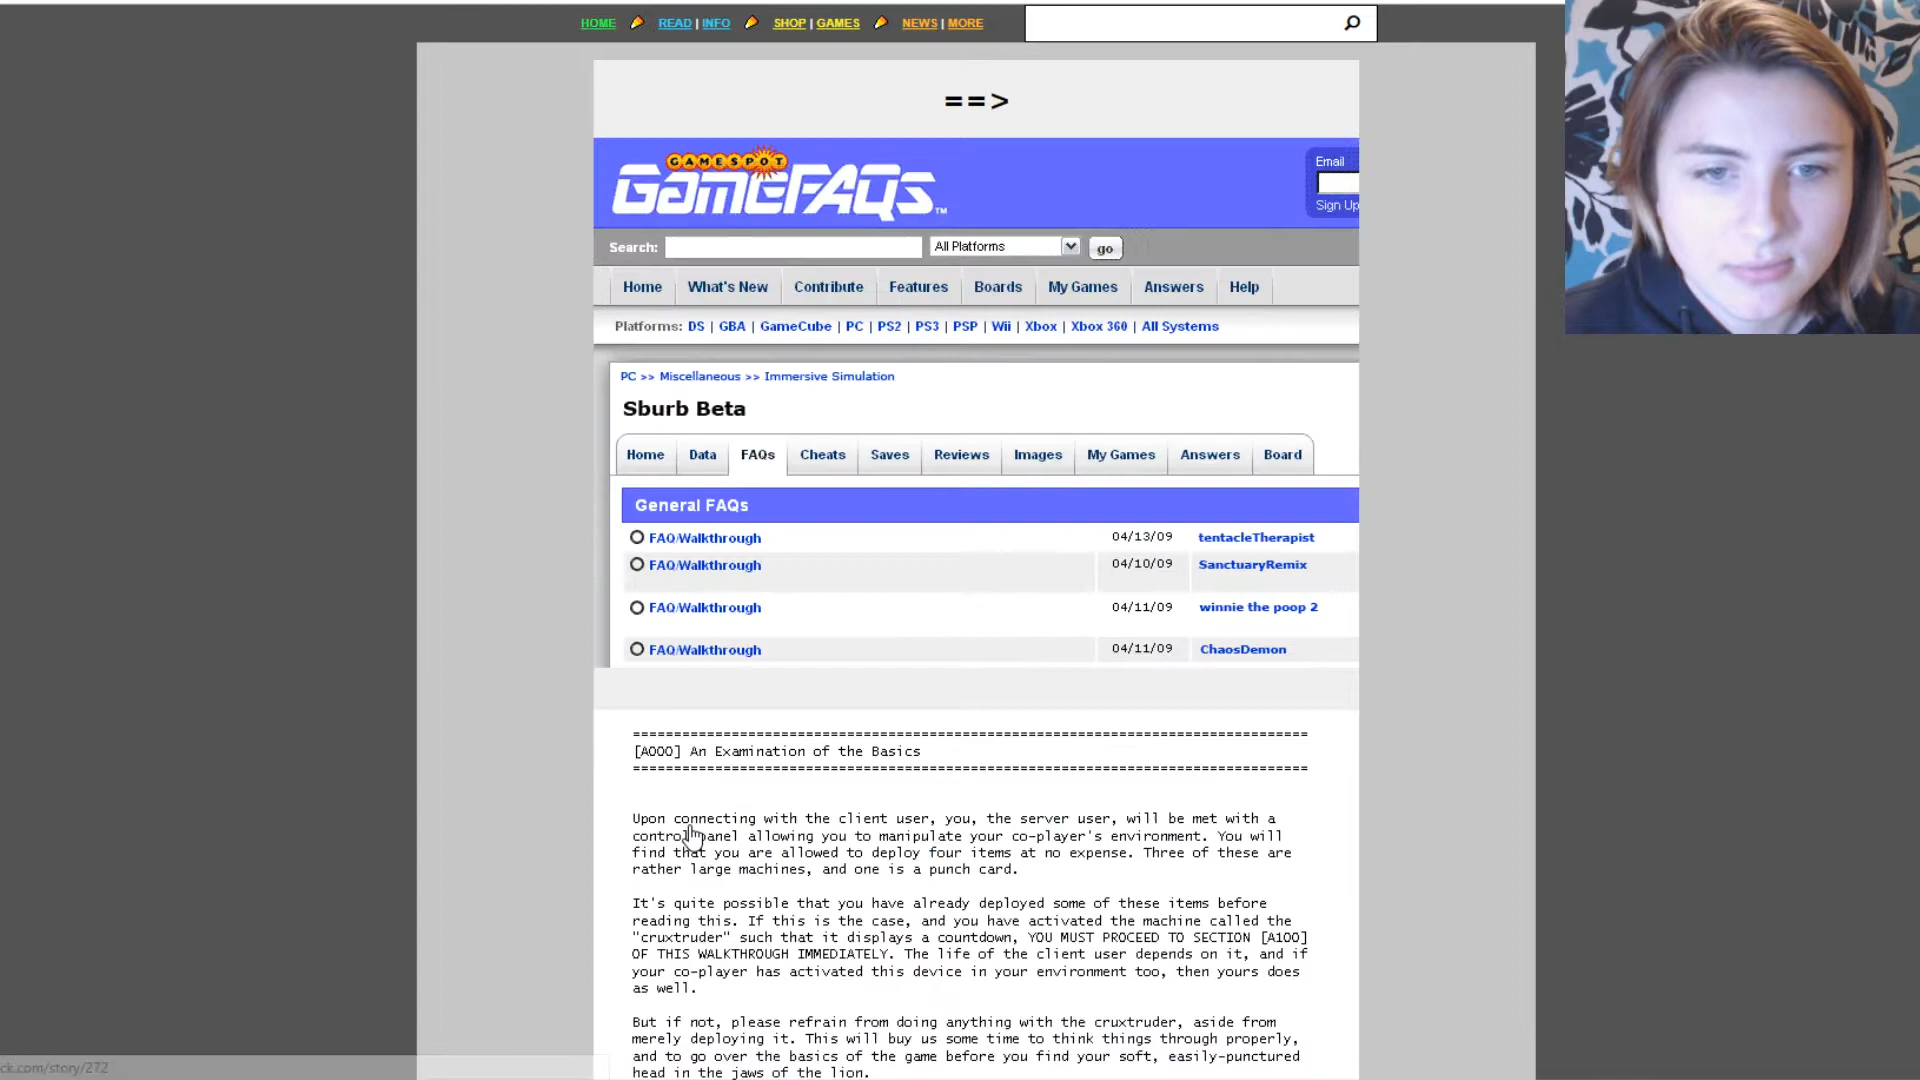 HOME READ | INFO SHOP | GAMES NEWS | MORE
==>
GAMESPOT
GameFAQs™
Email
Sign Up
Search: All Platforms go
Home What's New Contribute Features Boards My Games Answers Help
Platforms: DS | GBA | GameCube | PC | PS2 | PS3 | PSP | Wii | Xbox | Xbox 360 | All Systems
PC >> Miscellaneous >> Immersive Simulation
Sburb Beta
Home Data FAQs Cheats Saves Reviews Images My Games Answers Board
General FAQs
FAQ/Walkthrough 04/13/09 tentacleTherapist
FAQ/Walkthrough 04/10/09 SanctuaryRemix
FAQ/Walkthrough 04/11/09 winnie the poop 2
FAQ/Walkthrough 04/11/09 ChaosDemon
==================================================================================
[A000] An Examination of the Basics
==================================================================================
Upon connecting with the client user, you, the server user, will be met with a
control panel allowing you to manipulate your co-player's environment. You will
find that you are allowed to deploy four items at no expense. Three of these are
rather large machines, and one is a punch card.
It's quite possible that you have already deployed some of these items before
reading this. If this is the case, and you have activated the machine called the
"cruxtruder" such that it displays a countdown, YOU MUST PROCEED TO SECTION [A100]
OF THIS WALKTHROUGH IMMEDIATELY. The life of the client user depends on it, and if
your co-player has activated this device in your environment too, then yours does
as well.
But if not, please refrain from doing anything with the cruxtruder, aside from
merely deploying it. This will buy us some time to think things through properly,
and to go over the basics of the game before you find your soft, easily-punctured
head in the jaws of the lion.
ck.com/story/272